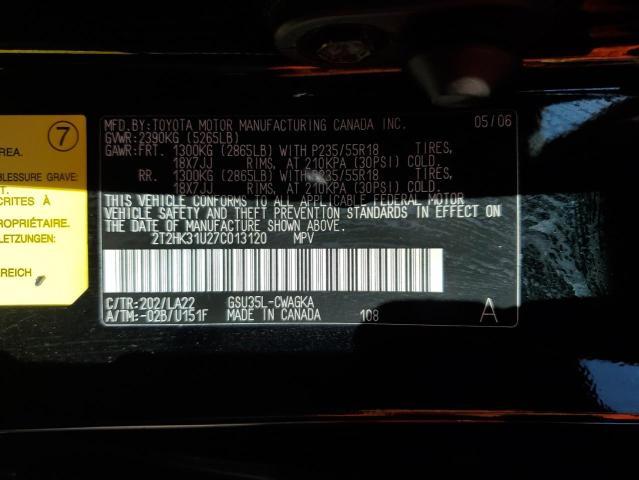 7
REA.
BLESSURE GRAVE:
NT.
CRITES À
PROPRIÉTAIRE.
LETZUNGEN
REICH
MFD.BY:TOYOTA MOTOR MANUFACTURING CANADA INC. 05/06
GVWR:2390KG (5265LB)
GAWR:FRT. 1300KG (2865LB) WITH P235/55R18 TIRES,
18X7JJ RIMS, AT 210KPA (30PSI) COLD.
RR. 1300KG (2865LB) WITH P235/55R18 TIRES,
18X7JJ RIMS, AT 210KPA (30PSI) COLD.
THIS VEHICLE CONFORMS TO ALL APPLICABLE FEDERAL MOTOR
VEHICLE SAFETY AND THEFT PREVENTION STANDARDS IN EFFECT ON
THE DATE OF MANUFACTURE SHOWN ABOVE.
2T2HK31U27C013120 MPV
C/TR:202/LA22 GSU35L-CWAGKA
A/TM:-02B/U151F MADE IN CANADA 108 A